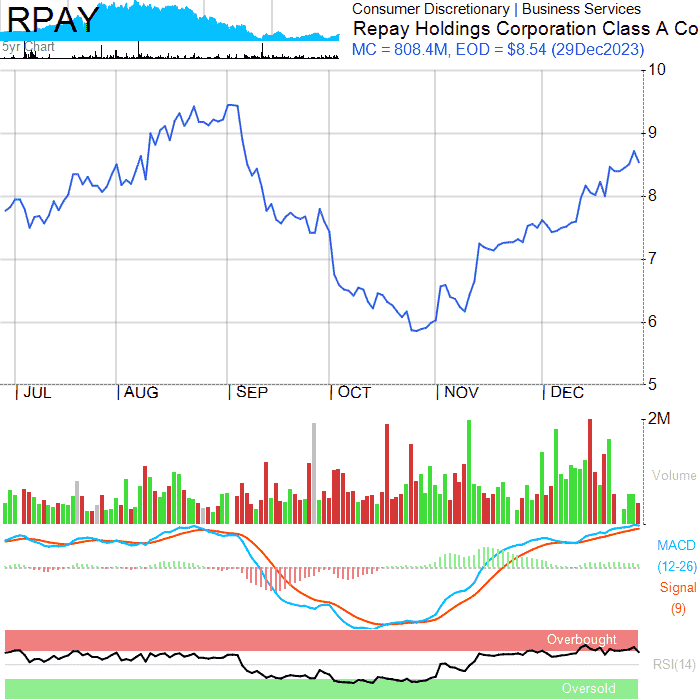 RPAY
5yr Chart
Consumer Discretionary | Business Services
Repay Holdings Corporation Class A Co
MC = 808.4M, EOD = $8.54 (29Dec2023)
10
9
8
7
6
5
| JUL | AUG | SEP | OCT | NOV | DEC
2M
Volume
MACD
(12-26)
Signal
(9)
Overbought
RSI(14)
Oversold